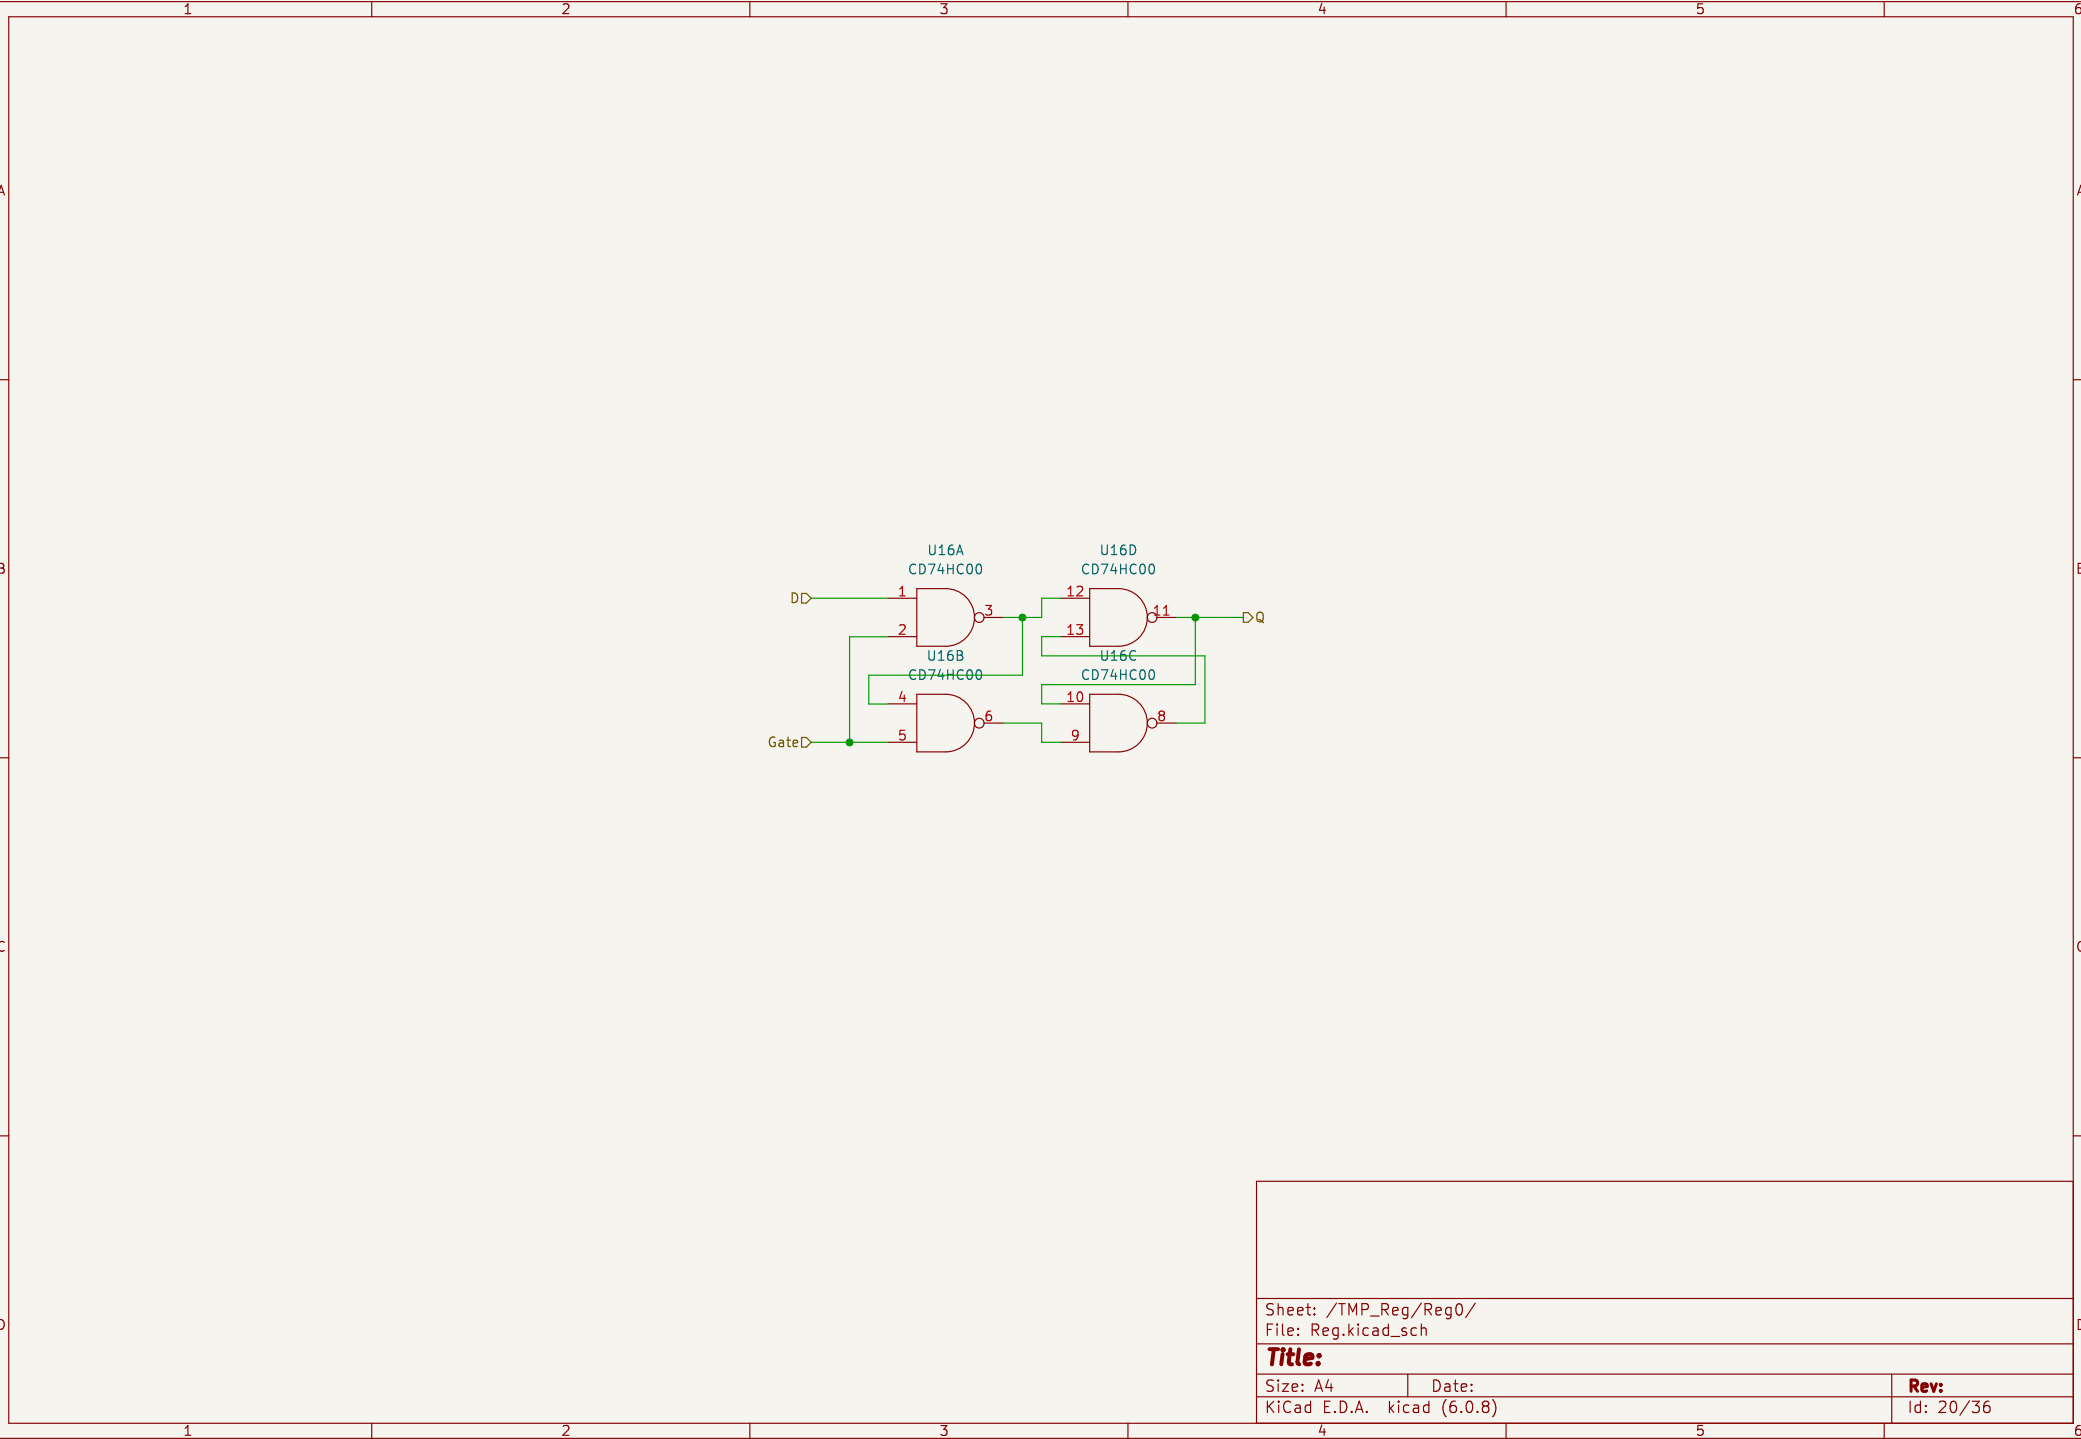 1 2 3 4 5 6
A A
U16A U16D
CD74HC00 CD74HC00
D 1 2 3 12 13 11 Q
U16B U16C
CD74HC00 CD74HC00
Gate 4 5 6 10 9 8
Sheet: /TMP_Reg/Reg0/
File: Reg.kicad_sch
Title:
Size: A4 Date: Rev:
KiCad E.D.A. kicad (6.0.8) Id: 20/36
1 2 3 4 5 6